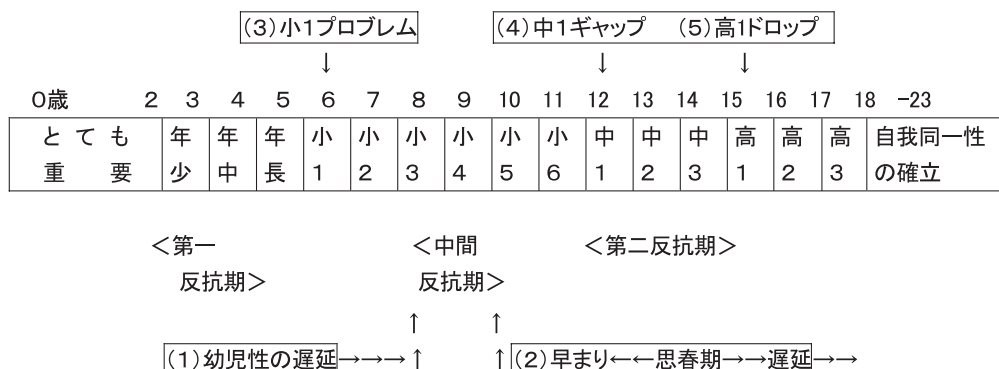 (3)小1プロブレム (4)中1ギャップ (5)高1ドロップ
↓ ↓ ↓
0歳 2 3 4 5 6 7 8 9 10 11 12 13 14 15 16 17 18 -23
とても 年 年 年 小 小 小 小 小 小 中 中 中 高 高 高 自我同一性
重要 少 中 長 1 2 3 4 5 6 1 2 3 1 2 3 の確立
<第一 <中間 <第二反抗期>
反抗期> 反抗期>
↑ ↑
(1)幼児性の遅延→→→↑ ↑(2)早まり←←思春期→→遅延→→